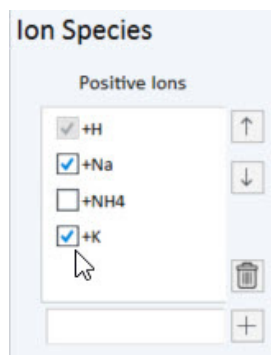 Ion Species
Positive Ions
+H
+Na
+NH4
+K